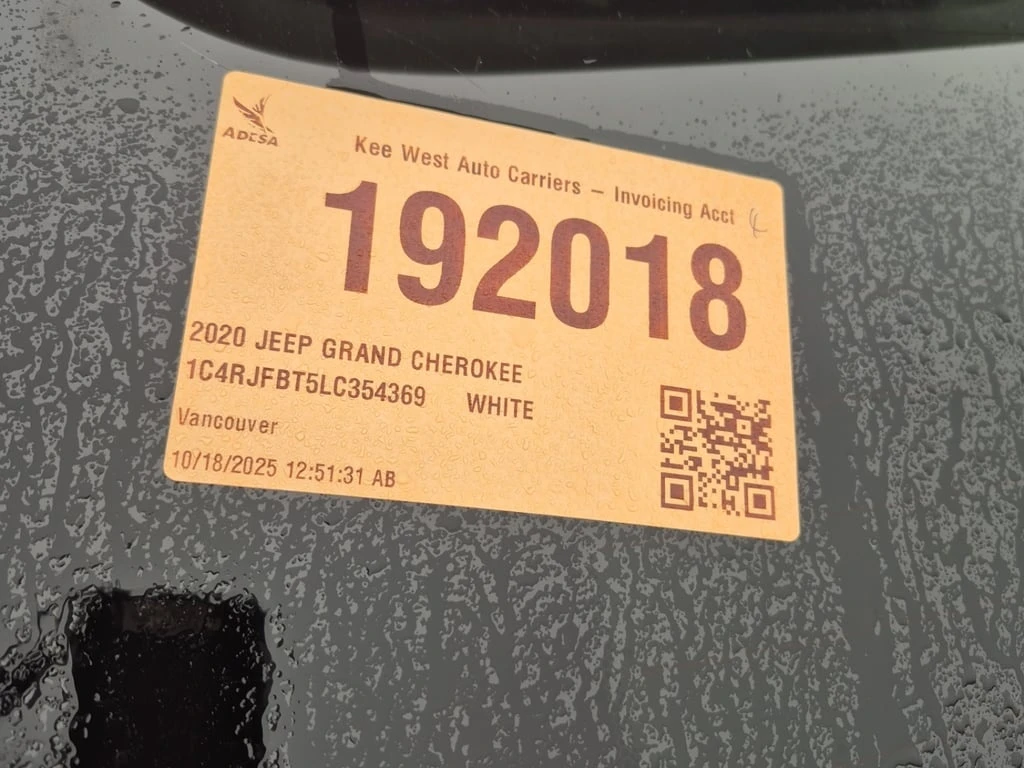 ADESA
Kee West Auto Carriers – Invoicing Acct
192018
2020 JEEP GRAND CHEROKEE
1C4RJFBT5LC354369 WHITE
Vancouver
10/18/2025 12:51:31 AB